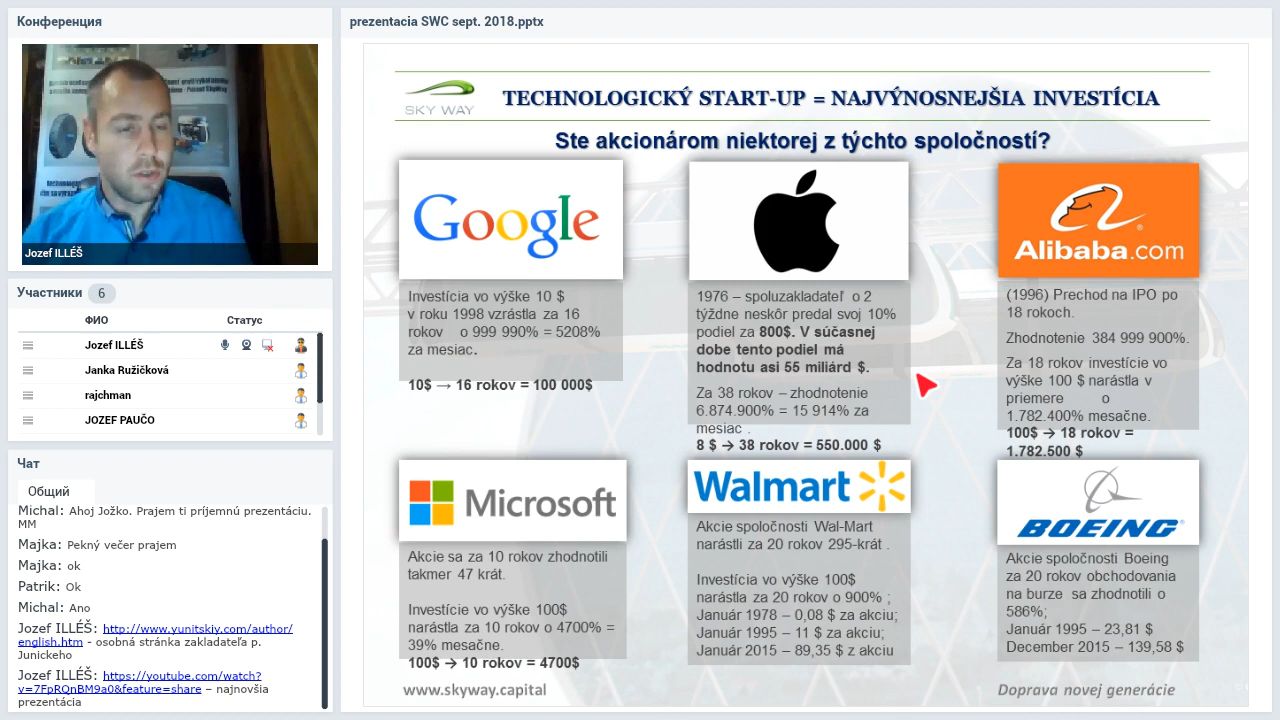 Конференция
Jozef ILLÉŠ
Участники 6
ФИО Статус
Jozef ILLÉŠ
Janka Ružičková
rajchman
JOZEF PAUČO
Чат
Общий
Michal: Ahoj Jožko. Prajem ti príjemnú prezentáciu.
MM
Majka: Pekný večer prajem
Majka: ok
Patrik: Ok
Michal: Ano
Jozef ILLÉŠ: http://www.yunitskiy.com/author/
english.htm - osobná stránka zakladateľa p.
Junickeho
Jozef ILLÉŠ: https://youtube.com/watch?
v=7FpRQnBM9a0&feature=share – najnovšia
prezentácia
prezentacia SWC sept. 2018.pptx
SKY WAY
TECHNOLOGICKÝ START-UP = NAJVÝNOSNEJŠIA INVESTÍCIA
Ste akcionárom niektorej z týchto spoločností?
Google
Investícia vo výške 10 $
v roku 1998 vzrástla za 16
rokov o 999 990% = 5208%
za mesiac.
10$ → 16 rokov = 100 000$
1976 – spoluzakladateľ o 2
týždne neskôr predal svoj 10%
podiel za 800$. V súčasnej
dobe tento podiel má
hodnotu asi 55 miliárd $.
Za 38 rokov – zhodnotenie
6.874.900% = 15 914% za
mesiac .
8 $ → 38 rokov = 550.000 $
Alibaba.com
(1996) Prechod na IPO po
18 rokoch.
Zhodnotenie 384 999 900%.
Za 18 rokov investície vo
výške 100 $ narástla v
priemere o
1.782.400% mesačne.
100$ → 18 rokov =
1.782.500 $
Microsoft
Akcie sa za 10 rokov zhodnotili
takmer 47 krát.
Investície vo výške 100$
narástla za 10 rokov o 4700% =
39% mesačne.
100$ → 10 rokov = 4700$
Walmart
Akcie spoločnosti Wal-Mart
narástli za 20 rokov 295-krát .
Investícia vo výške 100$
narástla za 20 rokov o 900% ;
Január 1978 – 0,08 $ za akciu;
Január 1995 – 11 $ za akciu;
Január 2015 – 89,35 $ z akciu
BOEING
Akcie spoločnosti Boeing
za 20 rokov obchodovania
na burze sa zhodnotili o
586%;
Január 1995 – 23,81 $
December 2015 – 139,58 $
www.skyway.capital
Doprava novej generácie